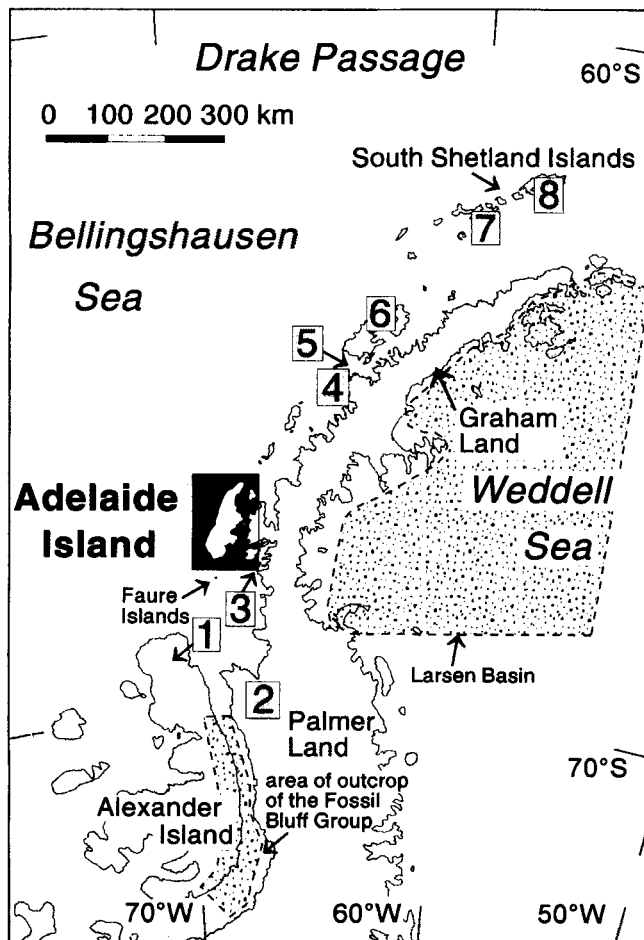 Drake Passage
60°S
0 100 200 300 km
South Shetland Islands
8
7
Bellingshausen
Sea
6
5
4
Graham
Land
Adelaide
Island
Weddell
Sea
Faure
Islands
3
1
Larsen Basin
2
Palmer
Land
70°S
area of outcrop
of the Fossil
Bluff Group
Alexander
Island
70°W
60°W
50°W